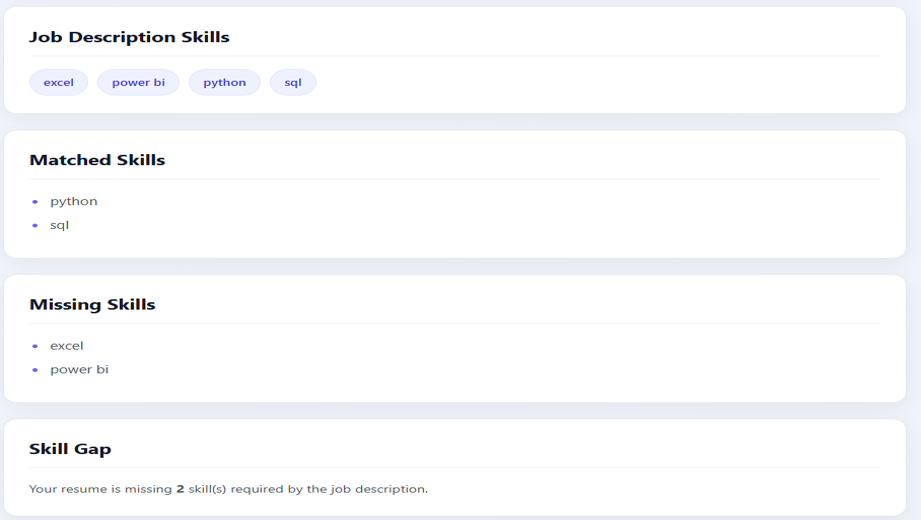 Job Description Skills
excel power bi python sql
Matched Skills
python
sql
Missing Skills
excel
power bi
Skill Gap
Your resume is missing 2 skill(s) required by the job description.